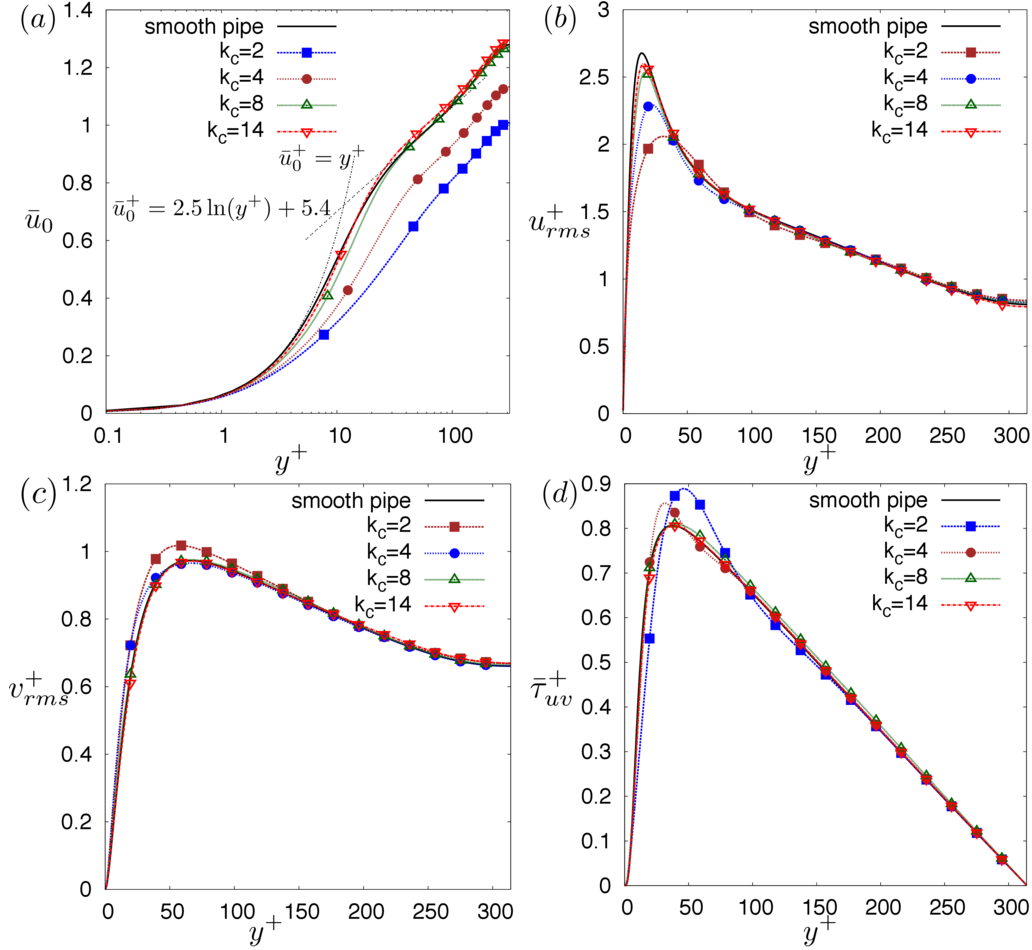 (a)
smooth pipe
k_c=2
k_c=4
k_c=8
k_c=14
ū₀⁺ = y⁺
ū₀⁺ = 2.5 ln(y⁺) + 5.4
ū₀
1.4
1.2
1
0.8
0.6
0.4
0.2
0
0.1 1 10 100
y⁺
(b)
smooth pipe
k_c=2
k_c=4
k_c=8
k_c=14
u⁺_rms
3
2.5
2
1.5
1
0.5
0
0 50 100 150 200 250 300
y⁺
(c)
smooth pipe
k_c=2
k_c=4
k_c=8
k_c=14
v⁺_rms
1.2
1
0.8
0.6
0.4
0.2
0
0 50 100 150 200 250 300
y⁺
(d)
smooth pipe
k_c=2
k_c=4
k_c=8
k_c=14
τ̄⁺_uv
0.9
0.8
0.7
0.6
0.5
0.4
0.3
0.2
0.1
0
0 50 100 150 200 250 300
y⁺